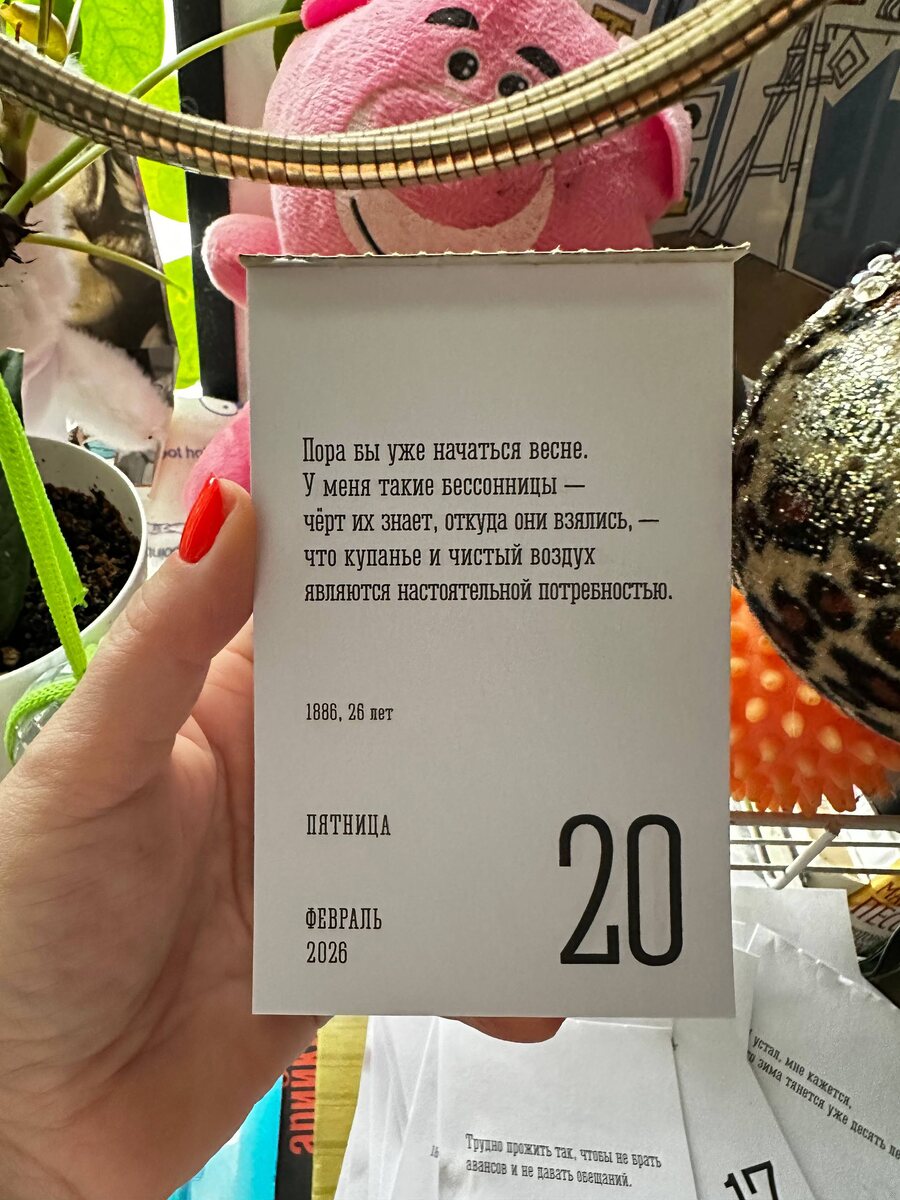 Пора бы уже начаться весне.
У меня такие бессонницы —
чёрт их знает, откуда они взялись, —
что купанье и чистый воздух
являются настоятельной потребностью.
1886, 26 лет
ПЯТНИЦА
20
ФЕВРАЛЬ
2026
устал, мне кажется,
зима тянется уже десять
Трудно прожить так, чтобы не брать
авансов и не давать обещаний.
17